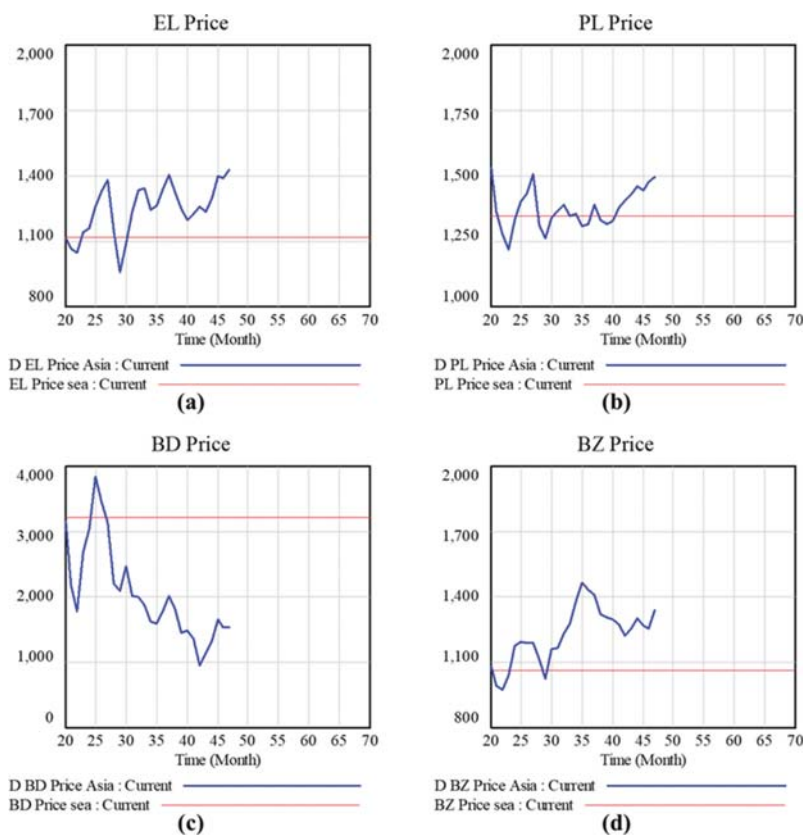 EL Price
2,000
1,700
1,400
1,100
800
20 25 30 35 40 45 50 55 60 65 70
Time (Month)
D EL Price Asia : Current
EL Price sea : Current
(a)
PL Price
2,000
1,750
1,500
1,250
1,000
20 25 30 35 40 45 50 55 60 65 70
Time (Month)
D PL Price Asia : Current
PL Price sea : Current
(b)
BD Price
4,000
3,000
2,000
1,000
0
20 25 30 35 40 45 50 55 60 65 70
Time (Month)
D BD Price Asia : Current
BD Price sea : Current
(c)
BZ Price
2,000
1,700
1,400
1,100
800
20 25 30 35 40 45 50 55 60 65 70
Time (Month)
D BZ Price Asia : Current
BZ Price sea : Current
(d)